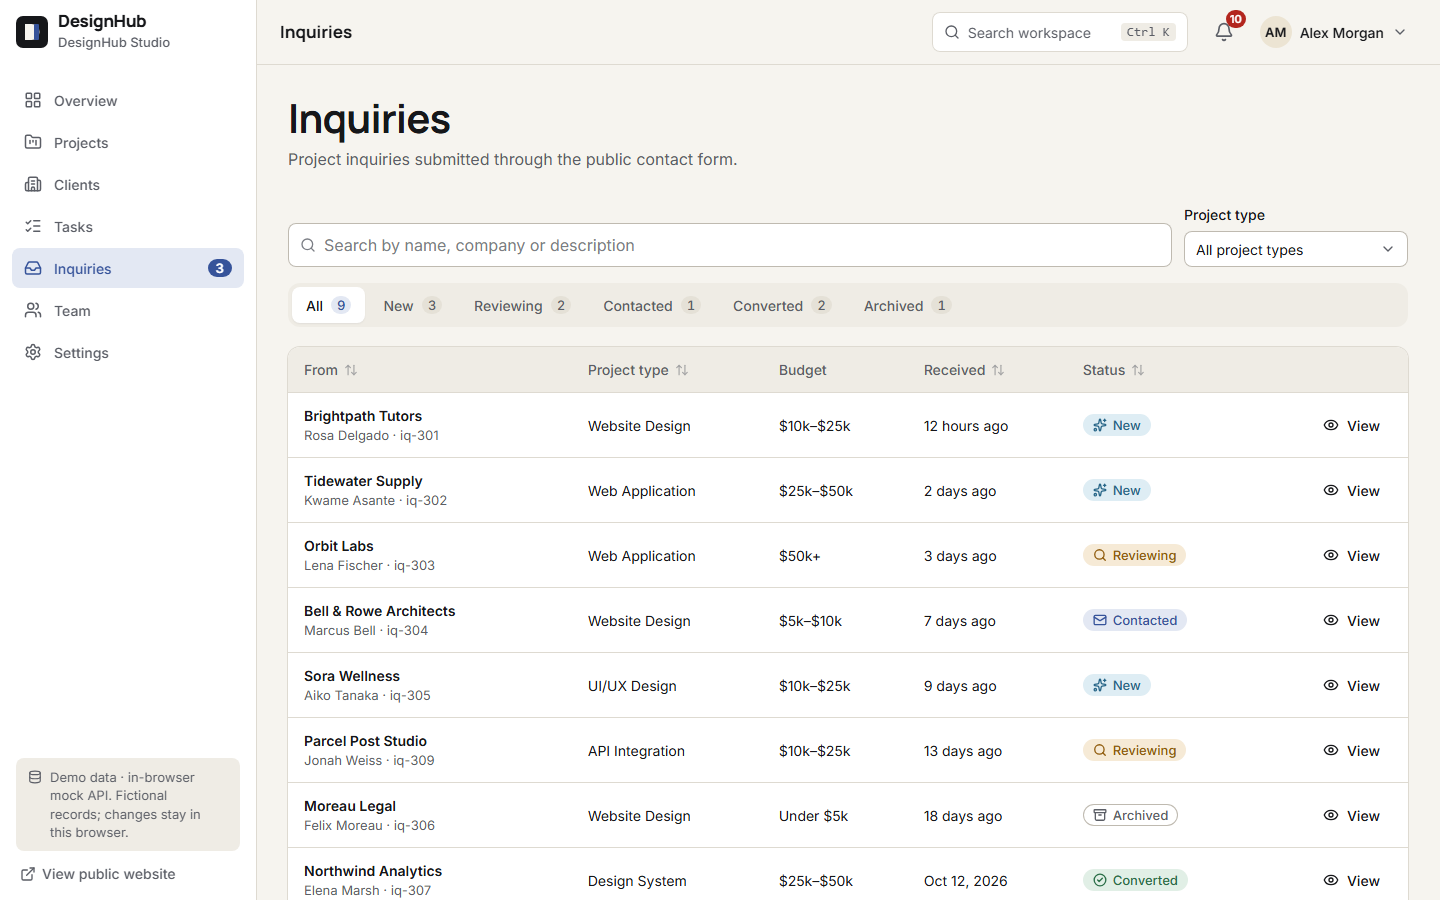 DesignHub
DesignHub Studio
Inquiries
Search workspace Ctrl K
10
AM Alex Morgan
Overview
Projects
Clients
Tasks
Inquiries 3
Team
Settings
Demo data · in-browser
mock API. Fictional
records; changes stay in
this browser.
View public website
Inquiries
Project inquiries submitted through the public contact form.
Search by name, company or description
Project type
All project types
All 9 New 3 Reviewing 2 Contacted 1 Converted 2 Archived 1
From Project type Budget Received Status
Brightpath Tutors
Rosa Delgado · iq-301
Website Design $10k–$25k 12 hours ago New View
Tidewater Supply
Kwame Asante · iq-302
Web Application $25k–$50k 2 days ago New View
Orbit Labs
Lena Fischer · iq-303
Web Application $50k+ 3 days ago Reviewing View
Bell & Rowe Architects
Marcus Bell · iq-304
Website Design $5k–$10k 7 days ago Contacted View
Sora Wellness
Aiko Tanaka · iq-305
UI/UX Design $10k–$25k 9 days ago New View
Parcel Post Studio
Jonah Weiss · iq-309
API Integration $10k–$25k 13 days ago Reviewing View
Moreau Legal
Felix Moreau · iq-306
Website Design Under $5k 18 days ago Archived View
Northwind Analytics
Elena Marsh · iq-307
Design System $25k–$50k Oct 12, 2026 Converted View